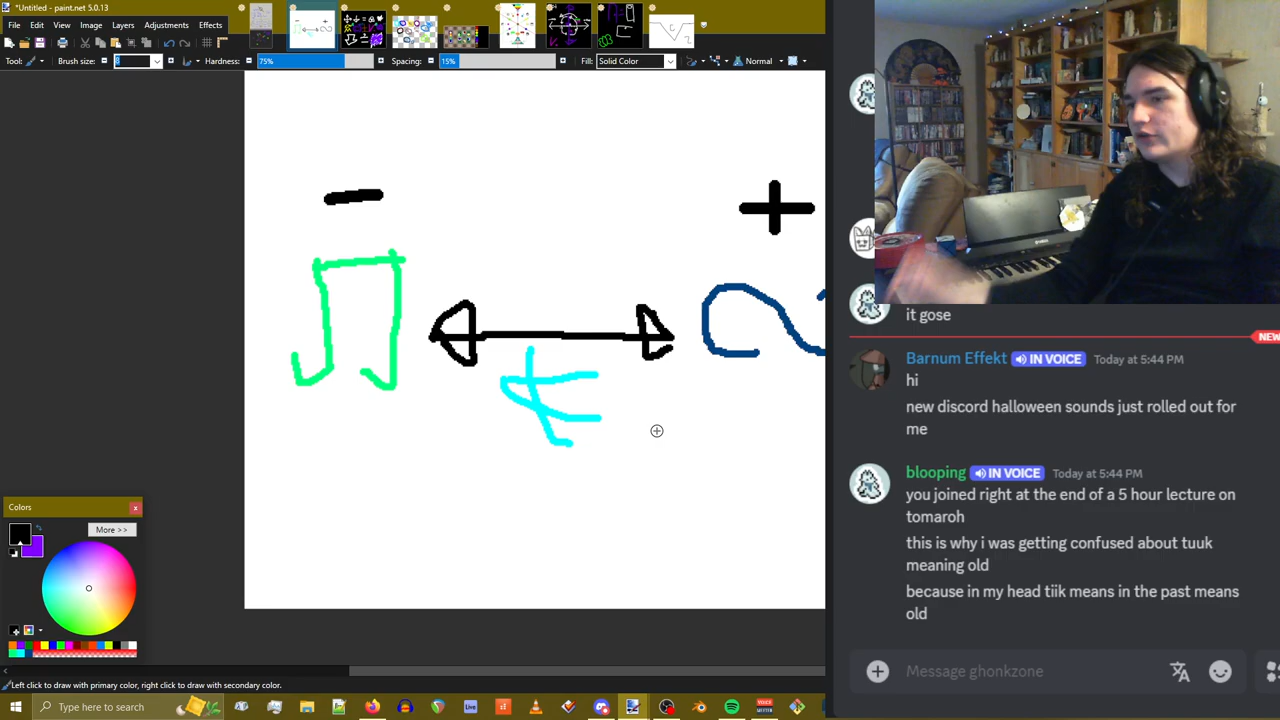 *Untitled - paint.net 5.0.13
File Edit View Image Layers Adjustments Effects
Tool: Brush size: Hardness: 75% Spacing: 15% Fill: Solid Color Normal
- +
it gose
NEW
Barnum Effekt IN VOICE Today at 5:44 PM
hi
new discord halloween sounds just rolled out for
me
blooping IN VOICE Today at 5:44 PM
you joined right at the end of a 5 hour lecture on
tomaroh
this is why i was getting confused about tuuk
meaning old
because in my head tiik means in the past means
old
Colors
More >>
Message ghonkzone
Left click to draw with primary color, right click to draw with secondary color.
Type here to search
Live